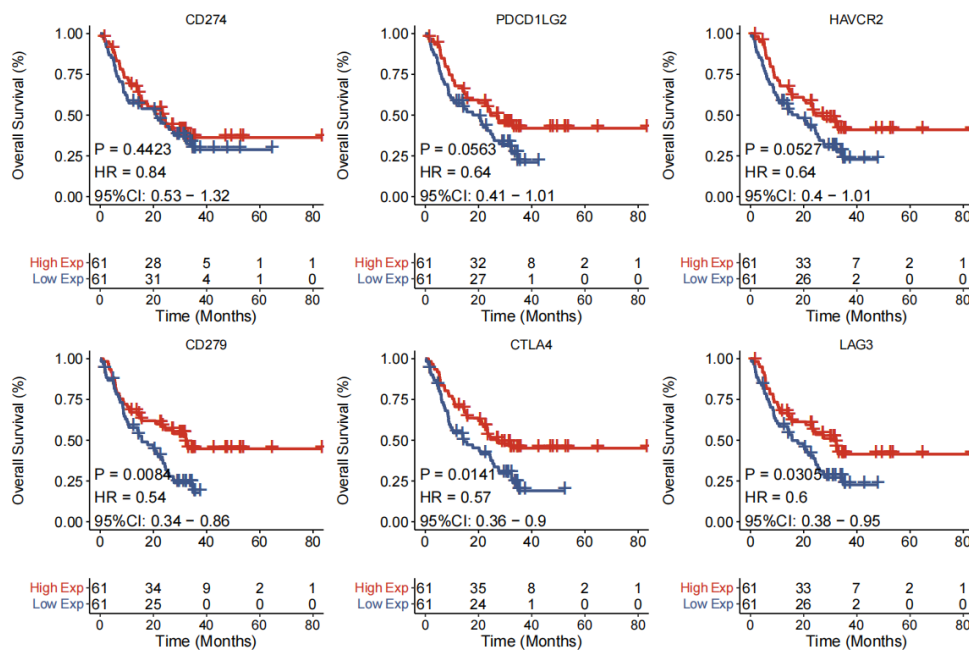 CD274
Overall Survival (%)
1.00
0.75
0.50
0.25
0.00
P = 0.4423
HR = 0.84
95%CI: 0.53 − 1.32
0 20 40 60 80
High Exp 61 28 5 1 1
Low Exp 61 31 4 1 0
0 20 40 60 80
Time (Months)
PDCD1LG2
Overall Survival (%)
1.00
0.75
0.50
0.25
0.00
P = 0.0563
HR = 0.64
95%CI: 0.41 − 1.01
0 20 40 60 80
High Exp 61 32 8 2 1
Low Exp 61 27 1 0 0
0 20 40 60 80
Time (Months)
HAVCR2
Overall Survival (%)
1.00
0.75
0.50
0.25
0.00
P = 0.0527
HR = 0.64
95%CI: 0.4 − 1.01
0 20 40 60 80
High Exp 61 33 7 2 1
Low Exp 61 26 2 0 0
0 20 40 60 80
Time (Months)
CD279
Overall Survival (%)
1.00
0.75
0.50
0.25
0.00
P = 0.0084
HR = 0.54
95%CI: 0.34 − 0.86
0 20 40 60 80
High Exp 61 34 9 2 1
Low Exp 61 25 0 0 0
0 20 40 60 80
Time (Months)
CTLA4
Overall Survival (%)
1.00
0.75
0.50
0.25
0.00
P = 0.0141
HR = 0.57
95%CI: 0.36 − 0.9
0 20 40 60 80
High Exp 61 35 8 2 1
Low Exp 61 24 1 0 0
0 20 40 60 80
Time (Months)
LAG3
Overall Survival (%)
1.00
0.75
0.50
0.25
0.00
P = 0.0305
HR = 0.6
95%CI: 0.38 − 0.95
0 20 40 60 80
High Exp 61 33 7 2 1
Low Exp 61 26 2 0 0
0 20 40 60 80
Time (Months)